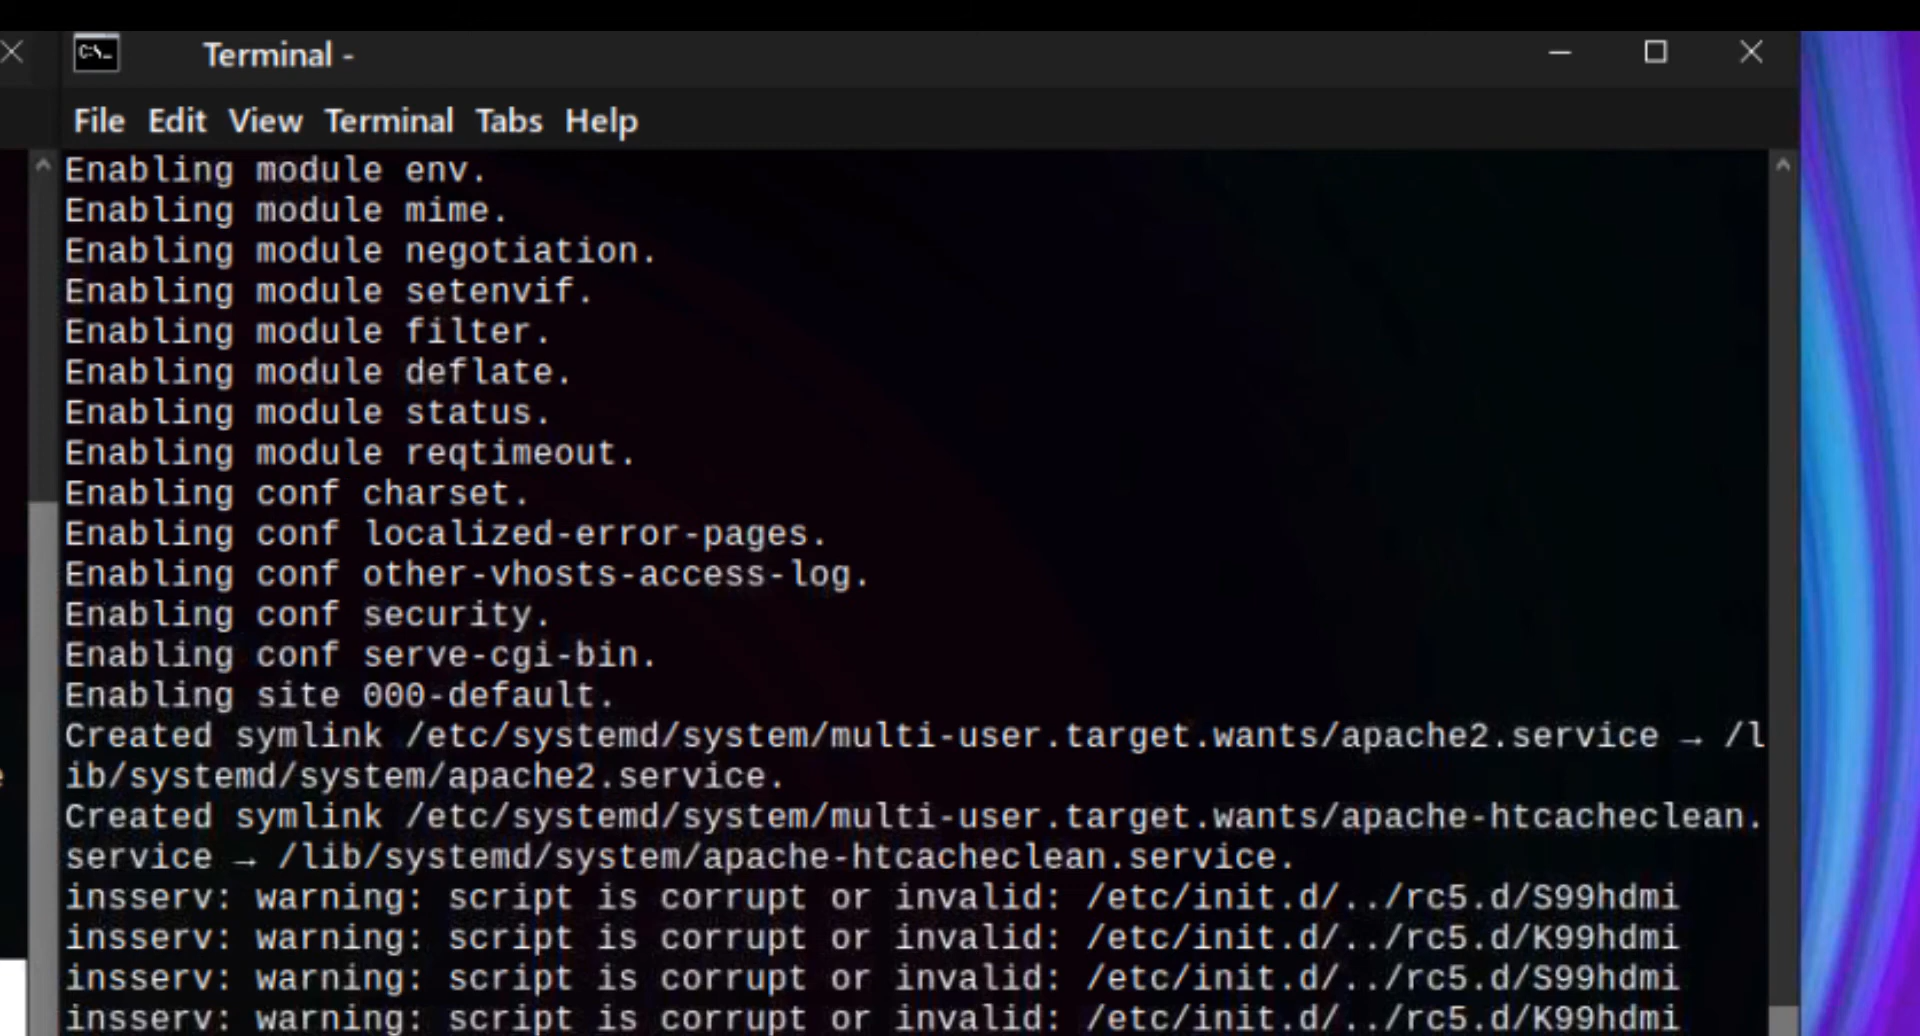 Terminal -
File Edit View Terminal Tabs Help
Enabling module env.
Enabling module mime.
Enabling module negotiation.
Enabling module setenvif.
Enabling module filter.
Enabling module deflate.
Enabling module status.
Enabling module reqtimeout.
Enabling conf charset.
Enabling conf localized-error-pages.
Enabling conf other-vhosts-access-log.
Enabling conf security.
Enabling conf serve-cgi-bin.
Enabling site 000-default.
Created symlink /etc/systemd/system/multi-user.target.wants/apache2.service → /l
ib/systemd/system/apache2.service.
Created symlink /etc/systemd/system/multi-user.target.wants/apache-htcacheclean.
service → /lib/systemd/system/apache-htcacheclean.service.
insserv: warning: script is corrupt or invalid: /etc/init.d/../rc5.d/S99hdmi
insserv: warning: script is corrupt or invalid: /etc/init.d/../rc5.d/K99hdmi
insserv: warning: script is corrupt or invalid: /etc/init.d/../rc5.d/S99hdmi
insserv: warning: script is corrupt or invalid: /etc/init.d/../rc5.d/K99hdmi